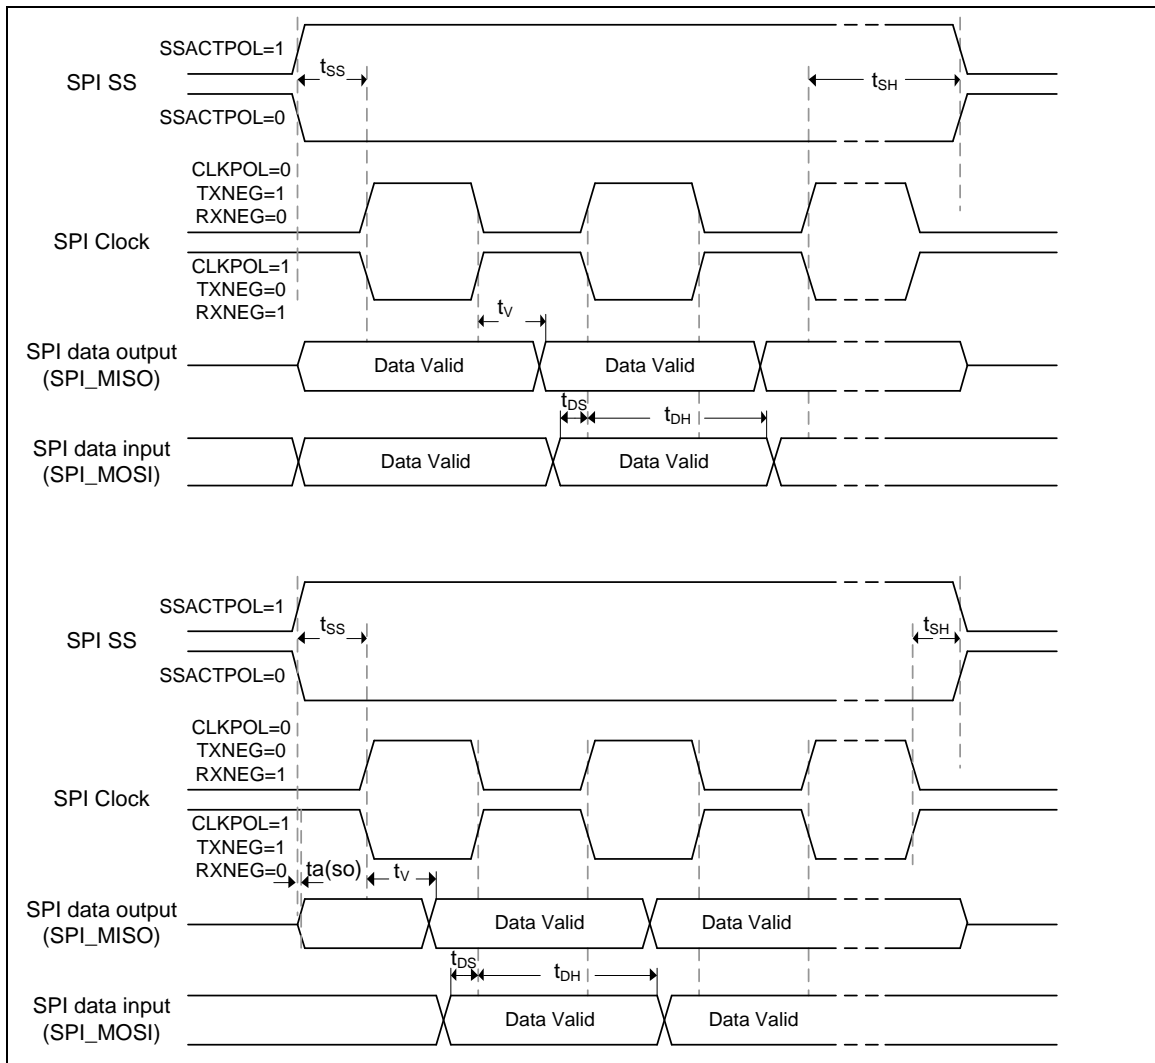 SSACTPOL=1
SPI SS
tSS
tSH
SSACTPOL=0
CLKPOL=0
TXNEG=1
RXNEG=0
SPI Clock
CLKPOL=1
TXNEG=0
RXNEG=1
tV
SPI data output
(SPI_MISO)
Data Valid
Data Valid
tDS
tDH
SPI data input
(SPI_MOSI)
Data Valid
Data Valid
SSACTPOL=1
SPI SS
tSS
tSH
SSACTPOL=0
CLKPOL=0
TXNEG=0
RXNEG=1
SPI Clock
CLKPOL=1
TXNEG=1
RXNEG=0
ta(so)
tV
SPI data output
(SPI_MISO)
Data Valid
Data Valid
tDS
tDH
SPI data input
(SPI_MOSI)
Data Valid
Data Valid